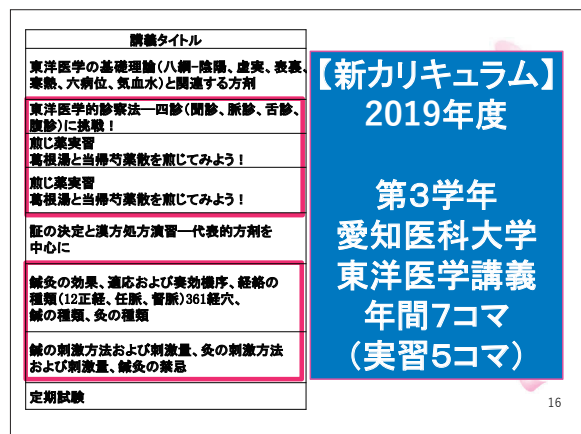 講義タイトル
東洋医学の基礎理論(八綱-陰陽、虚実、表裏、
寒熱、六病位、気血水)と関連する方剤
東洋医学的診察法―四診(聞診、脈診、舌診、
腹診)に挑戦！
煎じ薬実習
葛根湯と当帰芍薬散を煎じてみよう！
煎じ薬実習
葛根湯と当帰芍薬散を煎じてみよう！
証の決定と漢方処方演習―代表的方剤を
中心に
鍼灸の効果、適応および奏効機序、経絡の
種類(12正経、任脈、督脈)361経穴、
鍼の種類、灸の種類
鍼の刺激方法および刺激量、灸の刺激方法
および刺激量、鍼灸の禁忌
定期試験
【新カリキュラム】
2019年度
第3学年
愛知医科大学
東洋医学講義
年間7コマ
(実習5コマ)
16